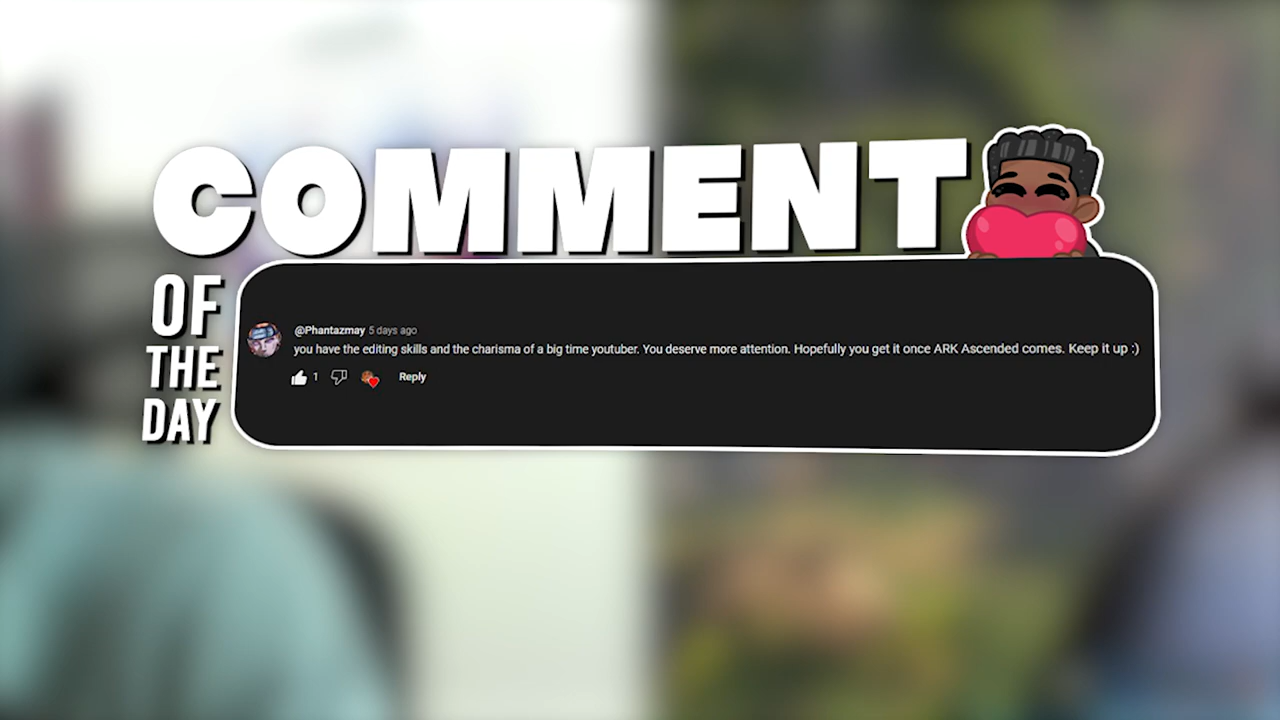 COMMENT
OF
THE
DAY
@Phantazmay 5 days ago
you have the editing skills and the charisma of a big time youtuber. You deserve more attention. Hopefully you get it once ARK Ascended comes. Keep it up :)
1 Reply